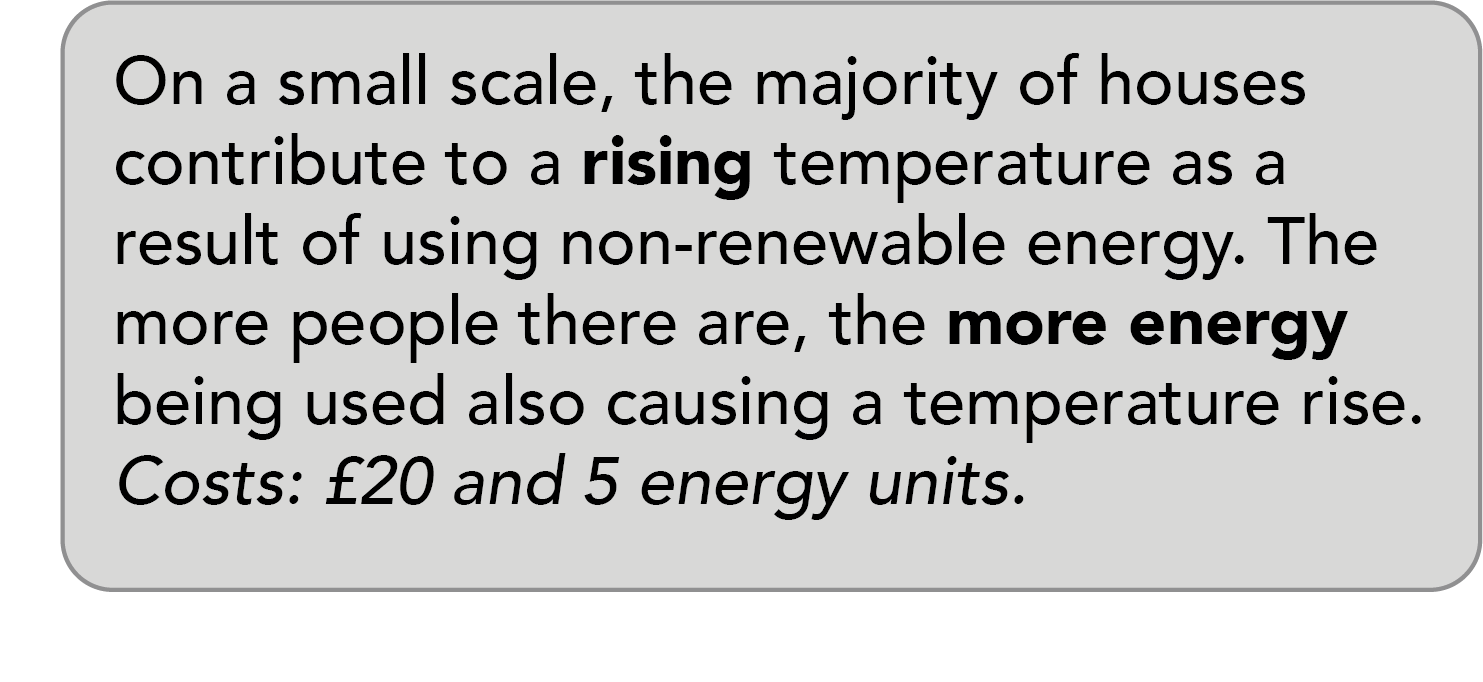 On a small scale, the majority of houses
contribute to a rising temperature as a
result of using non-renewable energy. The
more people there are, the more energy
being used also causing a temperature rise.
Costs: £20 and 5 energy units.